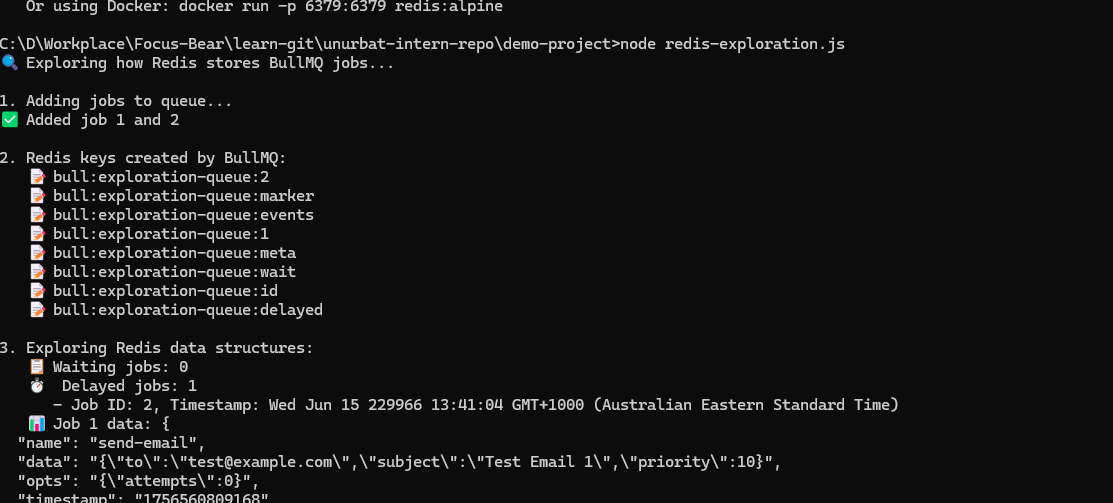 Or using Docker: docker run -p 6379:6379 redis:alpine
C:\D\Workplace\Focus-Bear\learn-git\unurbat-intern-repo\demo-project>node redis-exploration.js
🔍 Exploring how Redis stores BullMQ jobs...
1. Adding jobs to queue...
✅ Added job 1 and 2
2. Redis keys created by BullMQ:
📝 bull:exploration-queue:2
📝 bull:exploration-queue:marker
📝 bull:exploration-queue:events
📝 bull:exploration-queue:1
📝 bull:exploration-queue:meta
📝 bull:exploration-queue:wait
📝 bull:exploration-queue:id
📝 bull:exploration-queue:delayed
3. Exploring Redis data structures:
📋 Waiting jobs: 0
⏱ Delayed jobs: 1
- Job ID: 2, Timestamp: Wed Jun 15 229966 13:41:04 GMT+1000 (Australian Eastern Standard Time)
📊 Job 1 data: {
"name": "send-email",
"data": "{\"to\":\"test@example.com\",\"subject\":\"Test Email 1\",\"priority\":10}",
"opts": "{\"attempts\":0}",
"timestamp": "1756560809168"